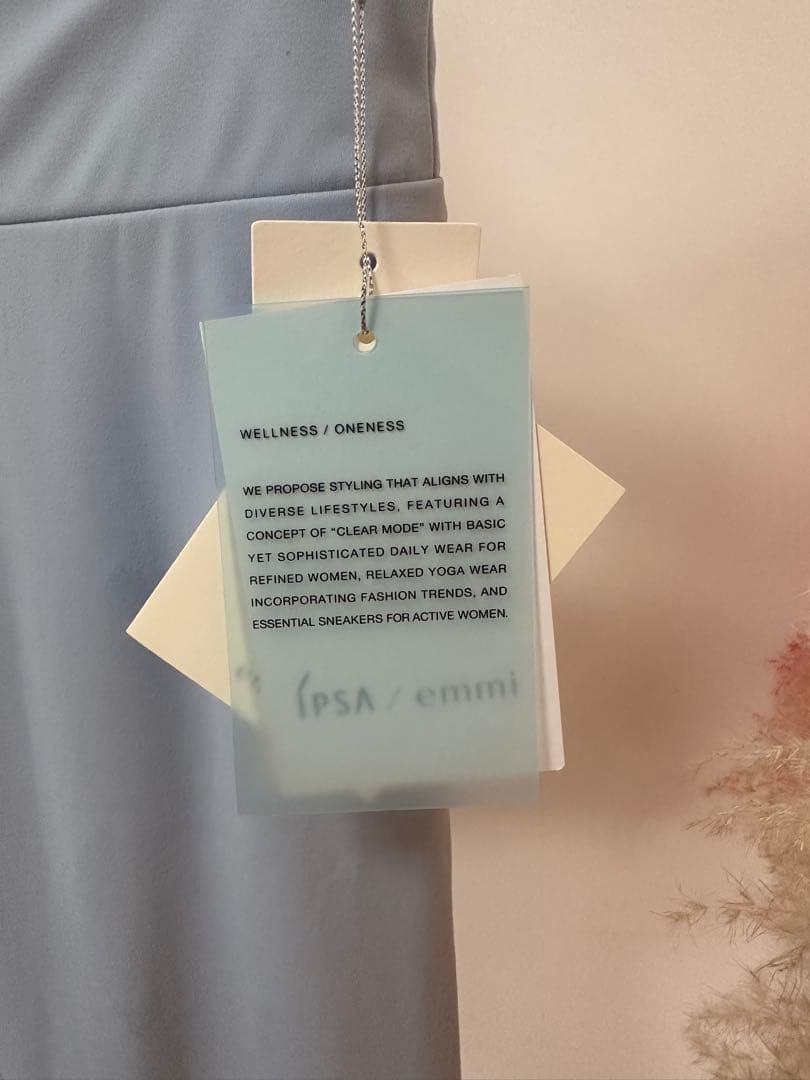 WELLNESS / ONENESS
WE PROPOSE STYLING THAT ALIGNS WITH
DIVERSE LIFESTYLES, FEATURING A
CONCEPT OF "CLEAR MODE" WITH BASIC
YET SOPHISTICATED DAILY WEAR FOR
REFINED WOMEN, RELAXED YOGA WEAR
INCORPORATING FASHION TRENDS, AND
ESSENTIAL SNEAKERS FOR ACTIVE WOMEN.
IPSA / emmi